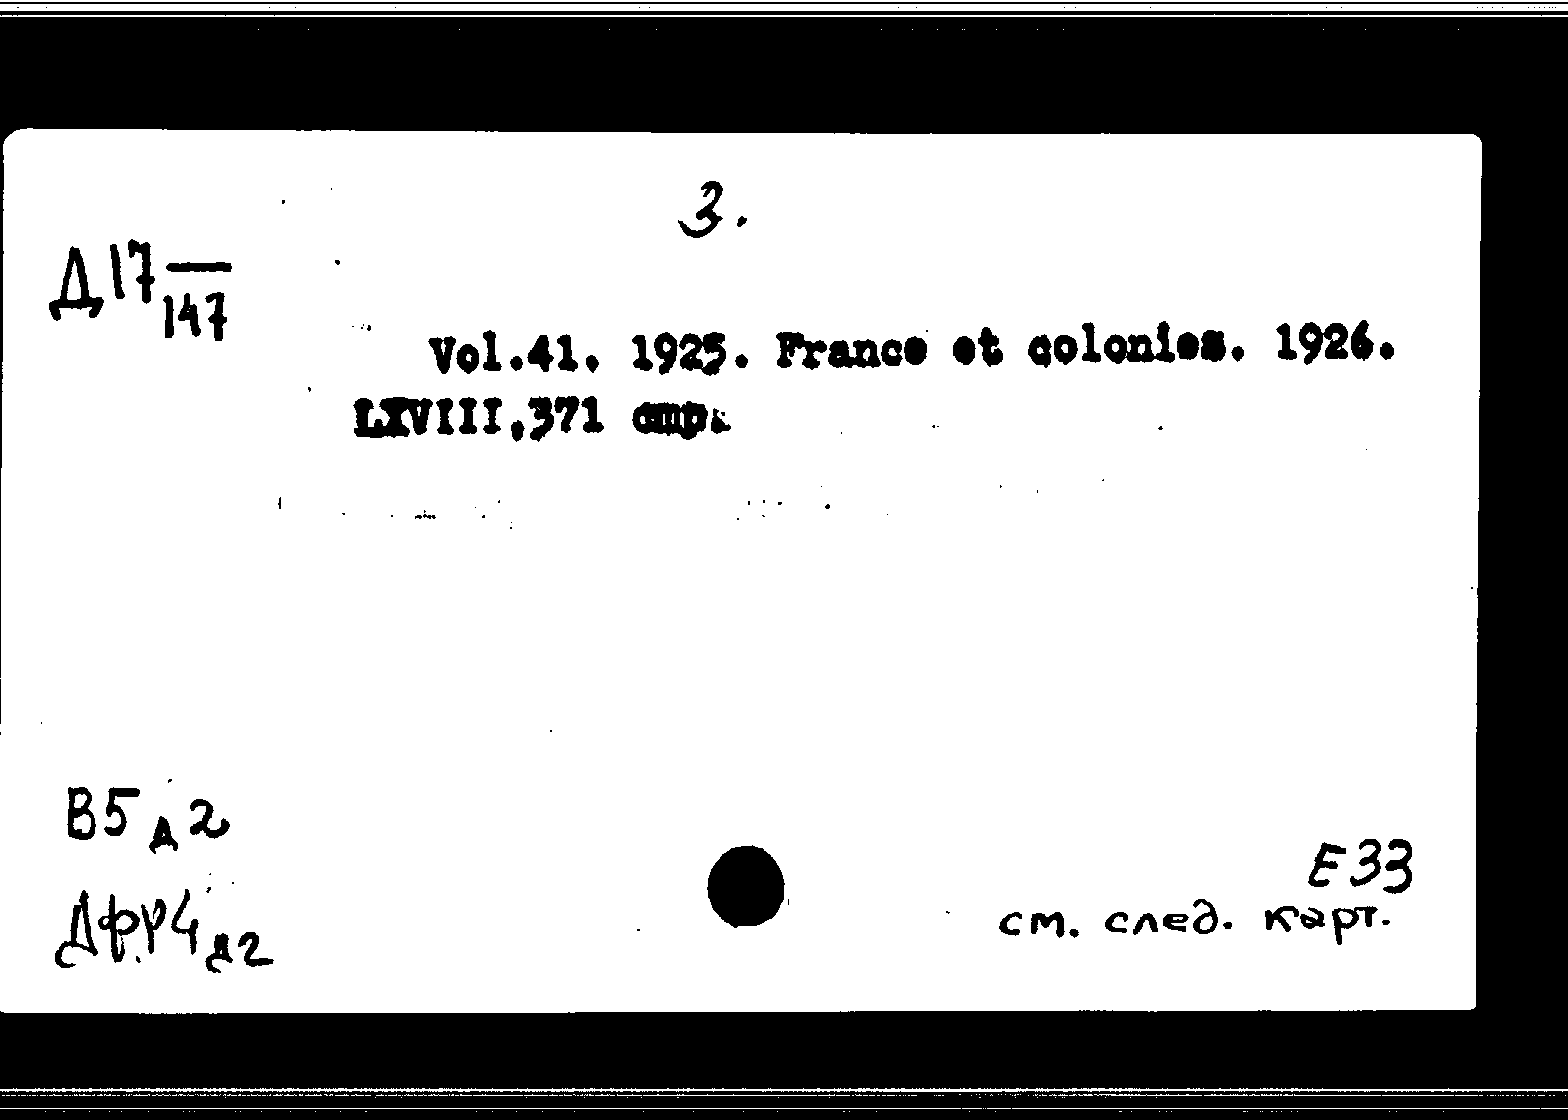 3.
Д17 — 147
Vol.41. 1925. France et colonies. 1926.
LXVIII,371 стр.
В5 д2
Дфр4 д2
Е33
см. след. карт.